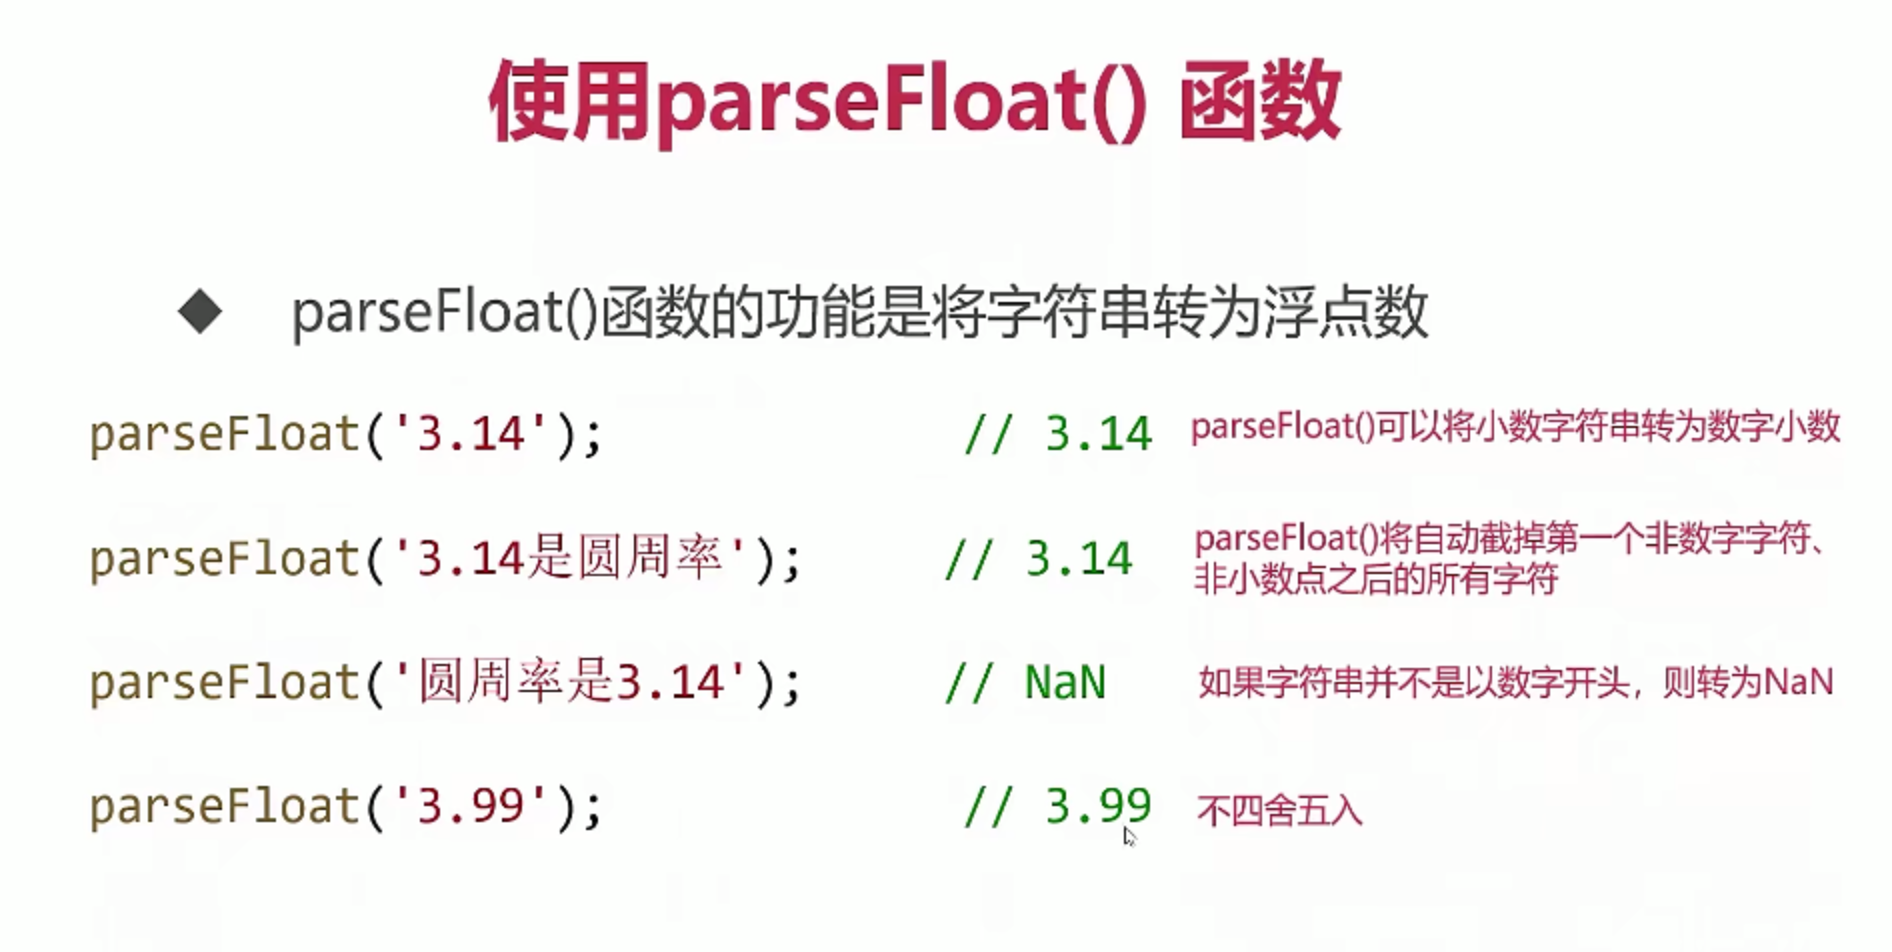 使用parseFloat() 函数
◆ parseFloat()函数的功能是将字符串转为浮点数
parseFloat('3.14'); // 3.14 parseFloat()可以将小数字符串转为数字小数
parseFloat('3.14是圆周率'); // 3.14 parseFloat()将自动截掉第一个非数字字符、
非小数点之后的所有字符
parseFloat('圆周率是3.14'); // NaN 如果字符串并不是以数字开头，则转为NaN
parseFloat('3.99'); // 3.99 不四舍五入